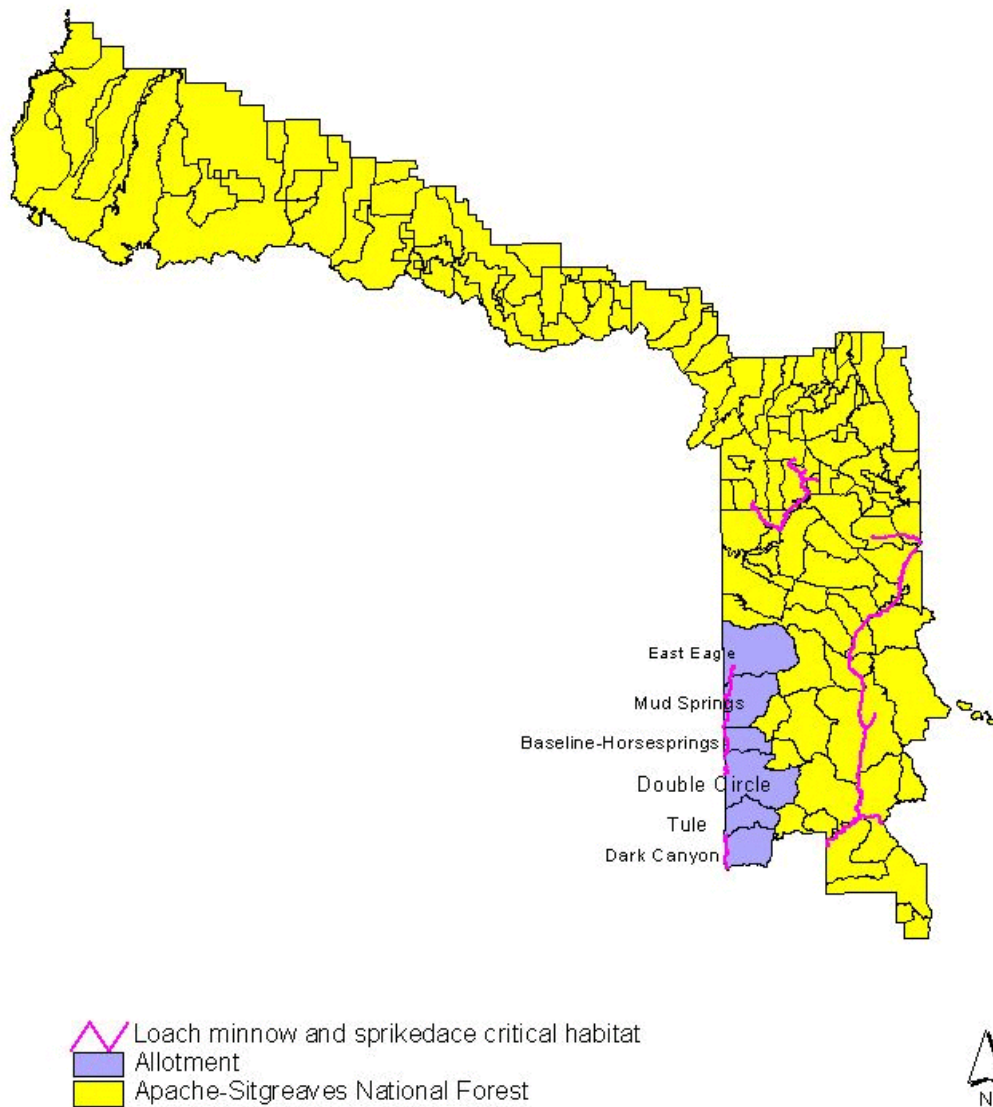 East Eagle
Mud Springs
Baseline-Horsesprings
Double Circle
Tule
Dark Canyon
Loach minnow and sprikedace critical habitat
Allotment
Apache-Sitgreaves National Forest
N